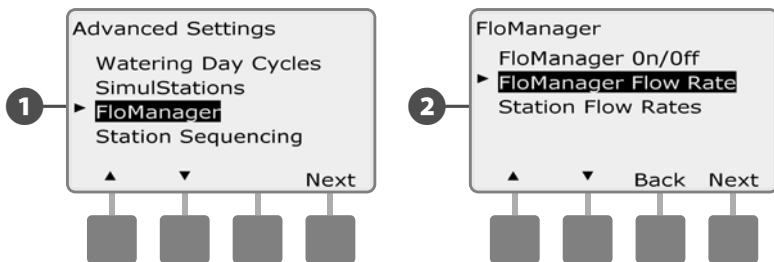 Advanced Settings
Watering Day Cycles
SimulStations
► FloManager
Station Sequencing
▲ ▼ Next
1
FloManager
FloManager On/Off
► FloManager Flow Rate
Station Flow Rates
▲ ▼ Back Next
2